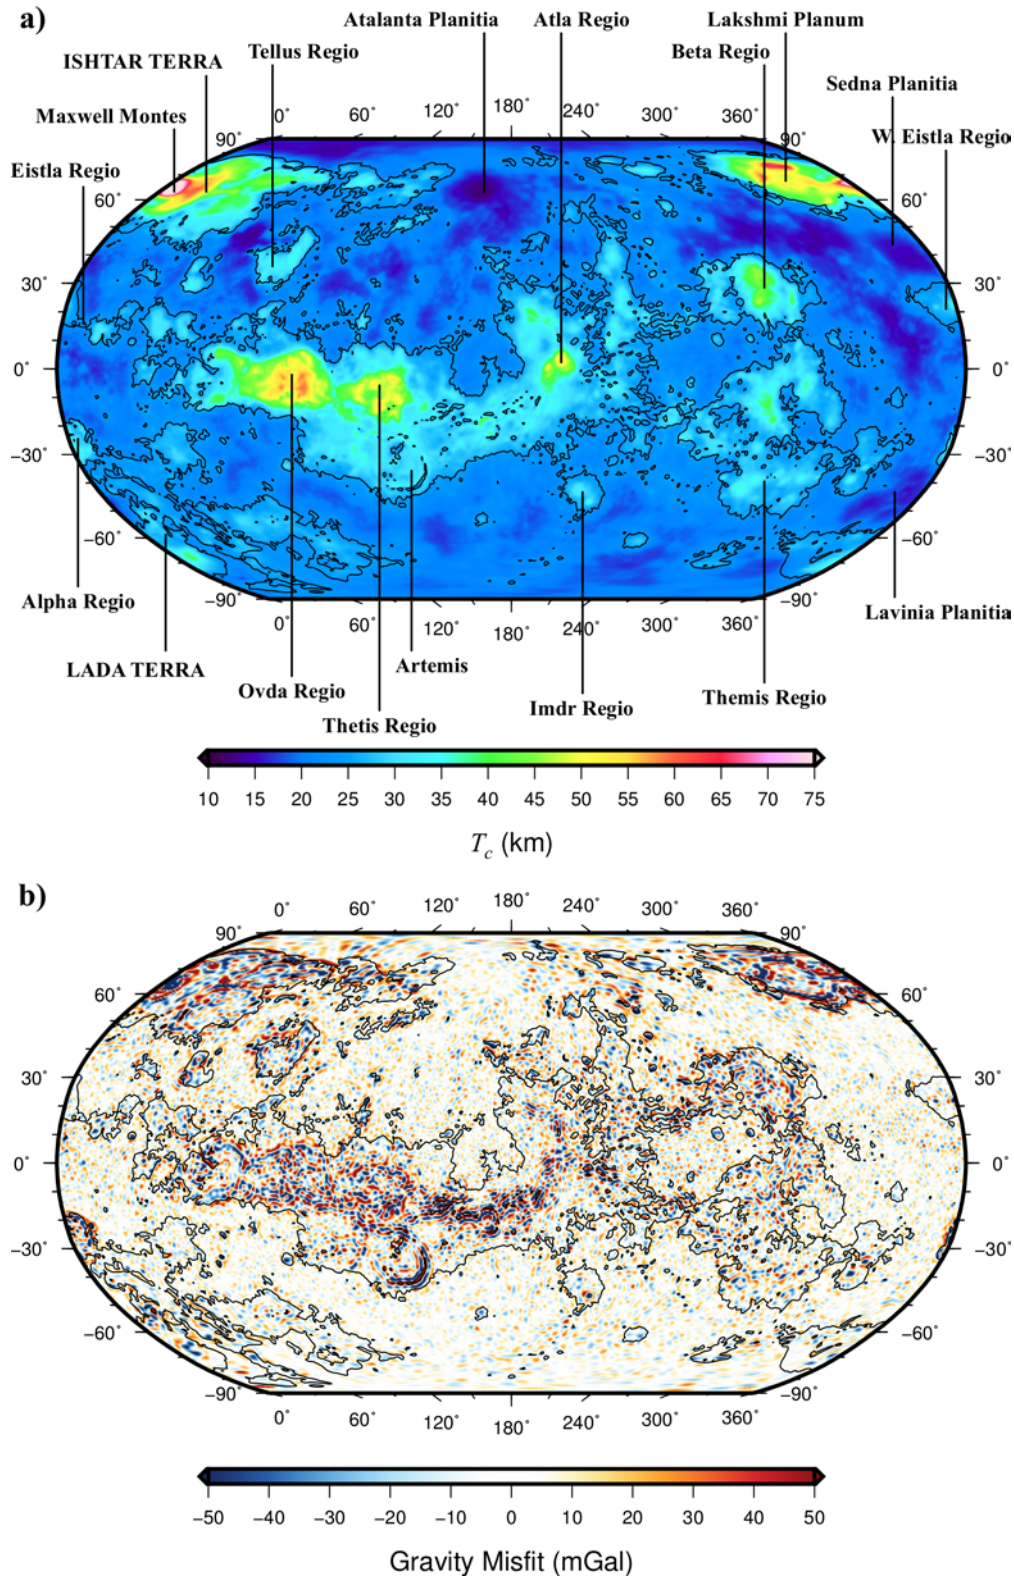 a)
Atalanta Planitia
Atla Regio
Lakshmi Planum
Tellus Regio
Beta Regio
ISHTAR TERRA
Sedna Planitia
Maxwell Montes
W. Eistla Regio
Eistla Regio
0° 60° 120° 180° 240° 300° 360°
90° 90°
60° 60°
30° 30°
0° 0°
−30° −30°
−60° −60°
−90° −90°
0° 60° 120° 180° 240° 300° 360°
Alpha Regio
Lavinia Planitia
LADA TERRA
Artemis
Ovda Regio
Themis Regio
Imdr Regio
Thetis Regio
10 15 20 25 30 35 40 45 50 55 60 65 70 75
T_c (km)
b)
0° 60° 120° 180° 240° 300° 360°
90° 90°
60° 60°
30° 30°
0° 0°
−30° −30°
−60° −60°
−90° −90°
0° 60° 120° 180° 240° 300° 360°
−50 −40 −30 −20 −10 0 10 20 30 40 50
Gravity Misfit (mGal)